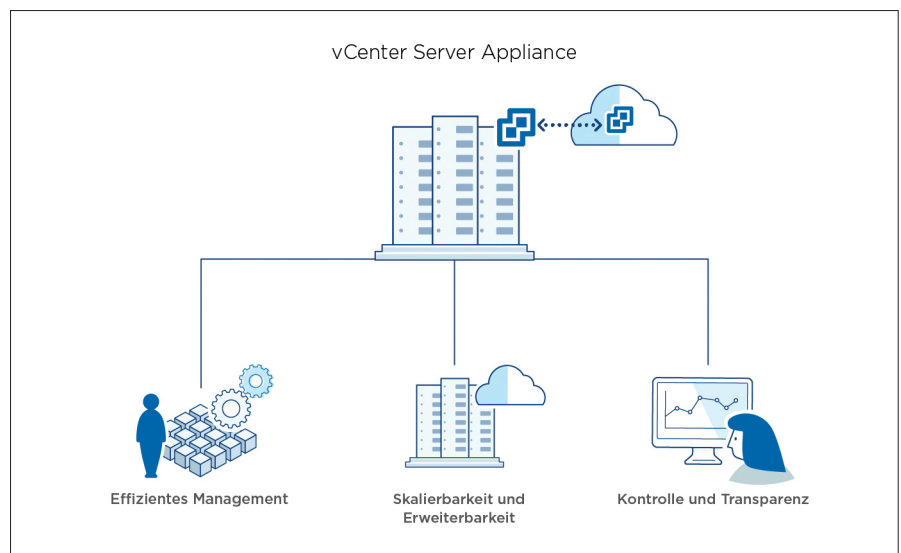 vCenter Server Appliance
Effizientes Management
Skalierbarkeit und
Erweiterbarkeit
Kontrolle und Transparenz